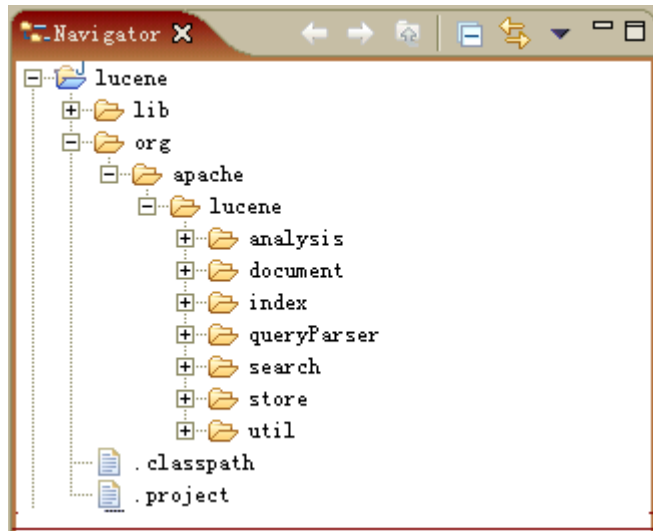 Navigator
lucene
lib
org
apache
lucene
analysis
document
index
queryParser
search
store
util
.classpath
.project